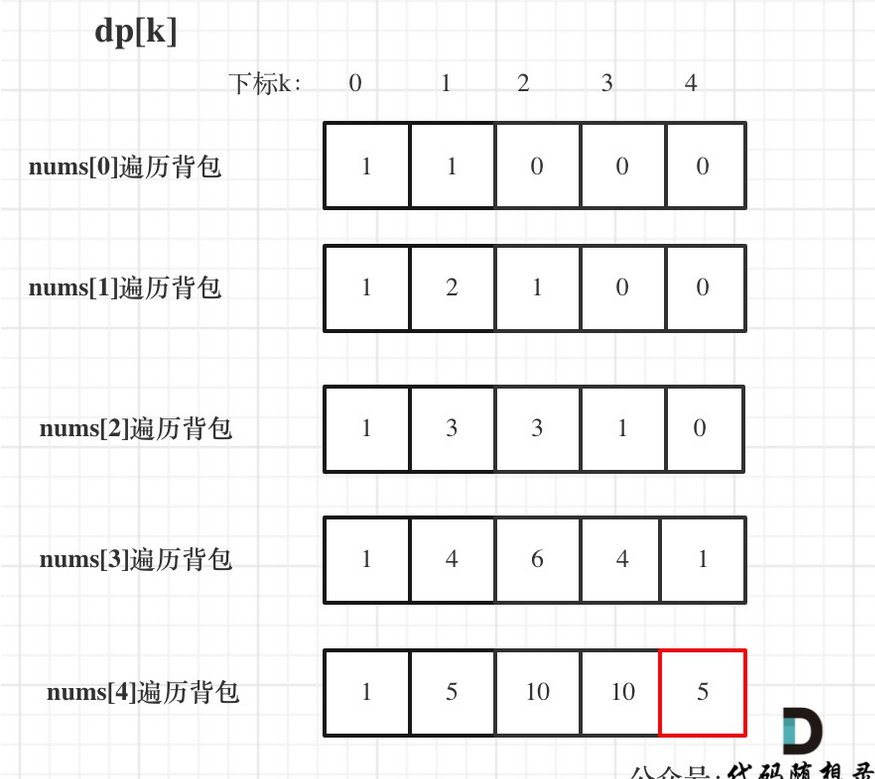 dp[k]
下标k: 0 1 2 3 4
nums[0]遍历背包 1 1 0 0 0
nums[1]遍历背包 1 2 1 0 0
nums[2]遍历背包 1 3 3 1 0
nums[3]遍历背包 1 4 6 4 1
nums[4]遍历背包 1 5 10 10 5
公众号:代码随想录